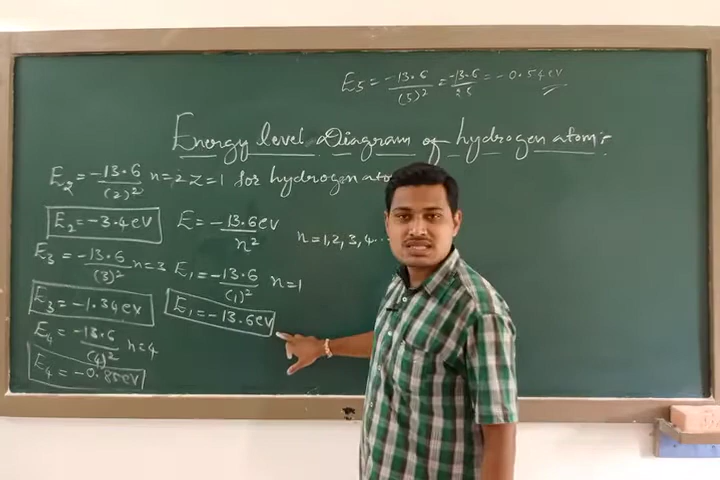 E5 = -13.6/(5)² = -13.6/25 = -0.54ev
Energy level Diagram of hydrogen atom:-
E2 = -13.6/(2)² n=2 Z=1 for hydrogen ato
E2 = -3.4ev
E = -13.6ev/n² n=1,2,3,4...
E3 = -13.6/(3)² n=3
E1 = -13.6/(1)² n=1
E3 = -1.34ev
E1 = -13.6ev
E4 = -13.6/(4)² n=4
E4 = -0.85ev